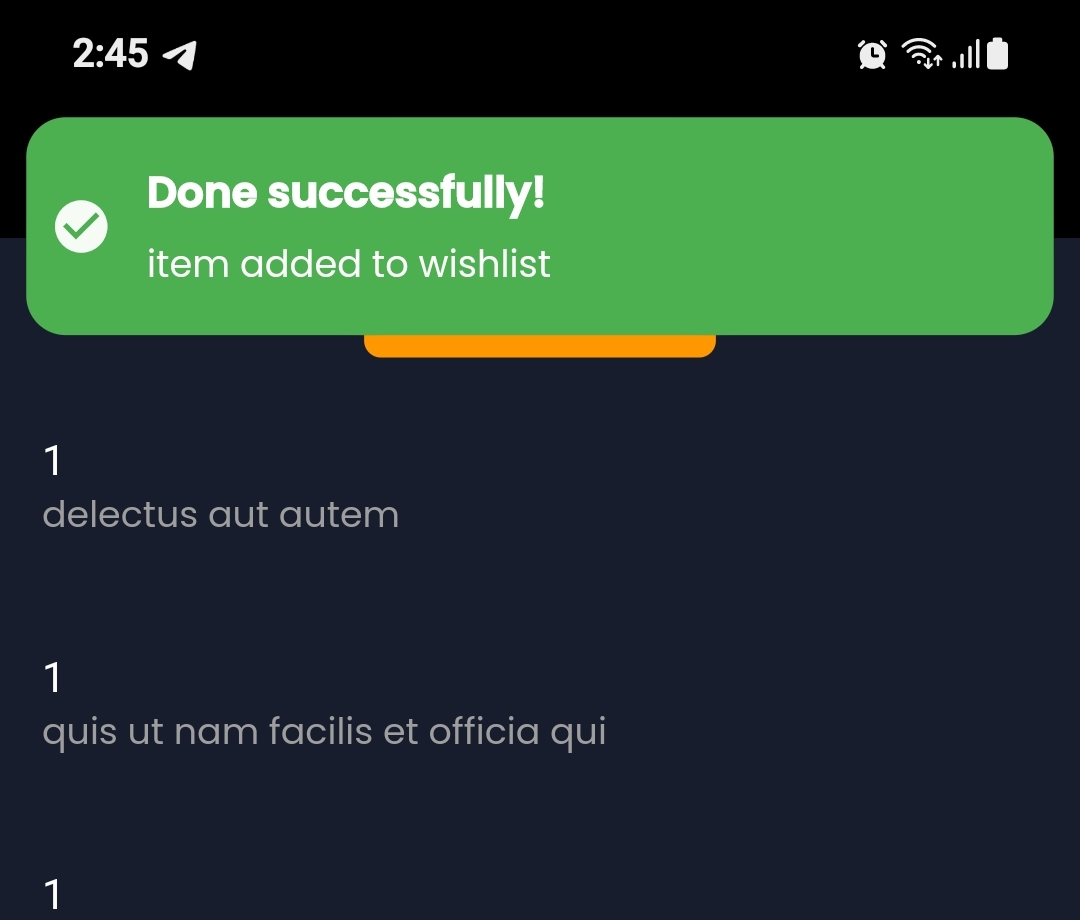 2:45
Done successfully!
item added to wishlist
1
delectus aut autem
1
quis ut nam facilis et officia qui
1